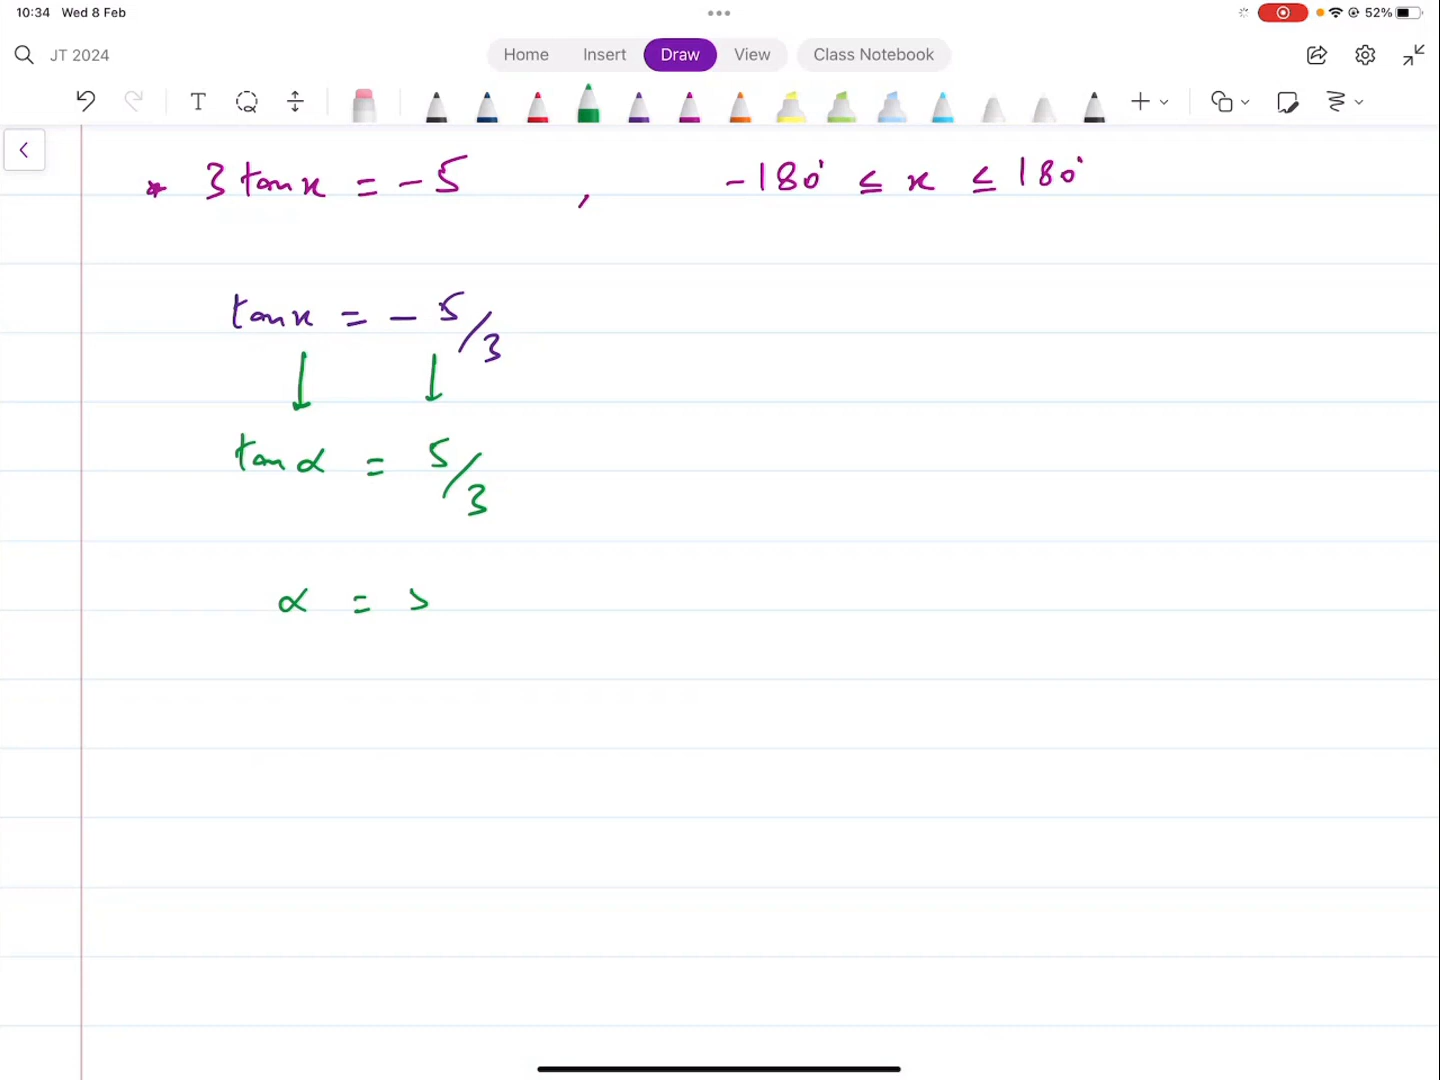 10:34 Wed 8 Feb
52%
JT 2024
Home Insert Draw View Class Notebook
T
* 3 tan x = -5 , -180° ≤ x ≤ 180°
tan x = - 5/3
↓ ↓
tan α = 5/3
α =